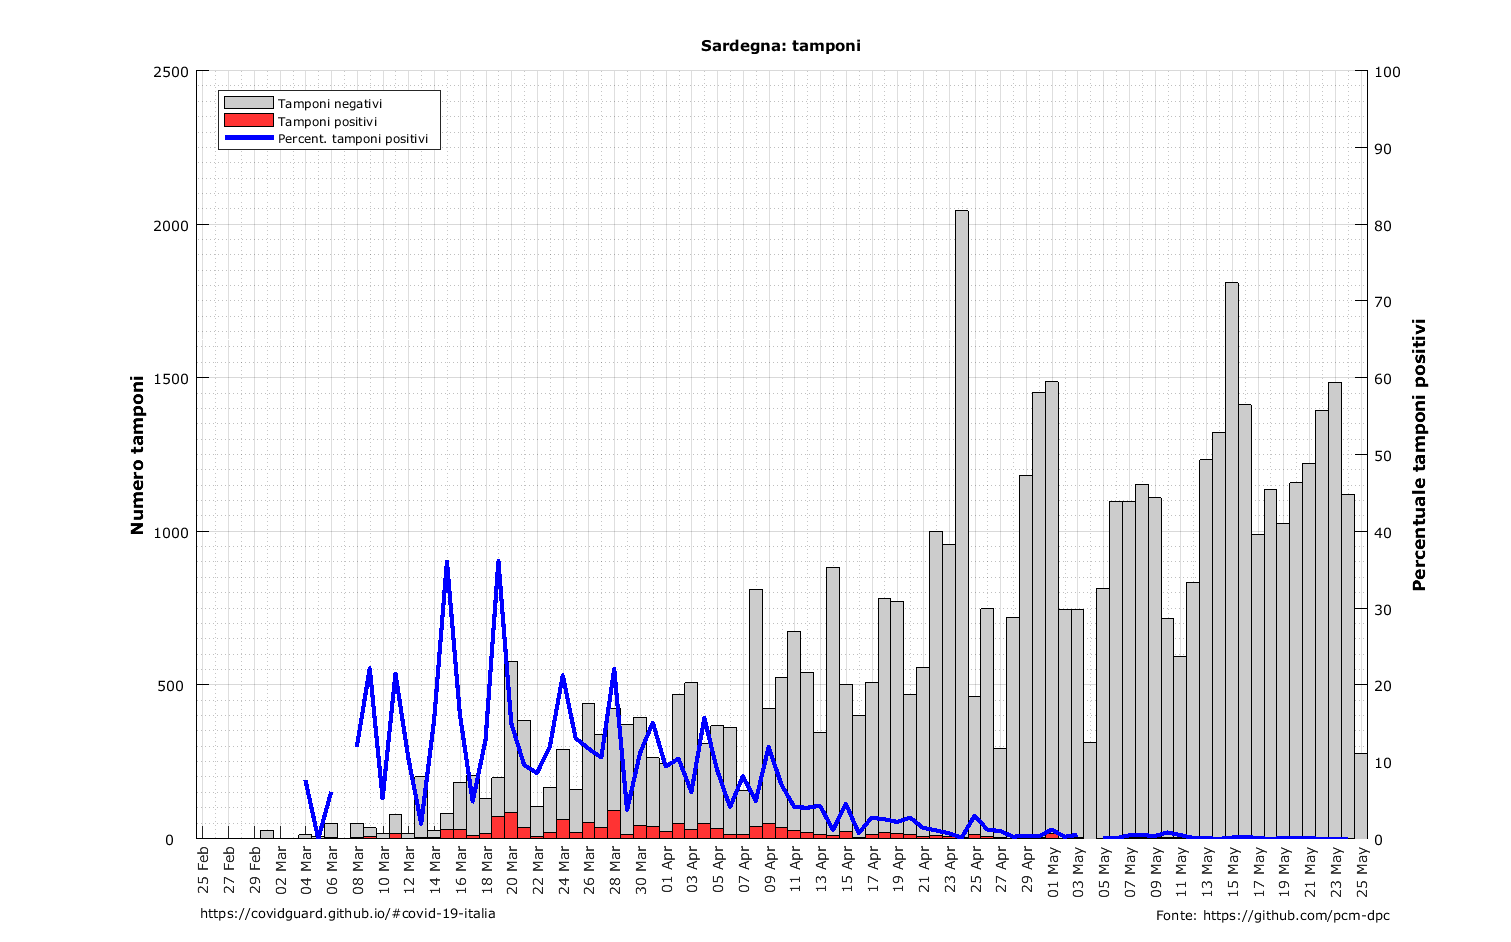 Sardegna: tamponi
Tamponi negativi
Tamponi positivi
Percent. tamponi positivi
Numero tamponi
2500
2000
1500
1000
500
0
100
90
80
70
60
50
40
30
20
10
0
Percentuale tamponi positivi
25 Feb
27 Feb
29 Feb
02 Mar
04 Mar
06 Mar
08 Mar
10 Mar
12 Mar
14 Mar
16 Mar
18 Mar
20 Mar
22 Mar
24 Mar
26 Mar
28 Mar
30 Mar
01 Apr
03 Apr
05 Apr
07 Apr
09 Apr
11 Apr
13 Apr
15 Apr
17 Apr
19 Apr
21 Apr
23 Apr
25 Apr
27 Apr
29 Apr
01 May
03 May
05 May
07 May
09 May
11 May
13 May
15 May
17 May
19 May
21 May
23 May
25 May
https://covidguard.github.io/#covid-19-italia
Fonte: https://github.com/pcm-dpc